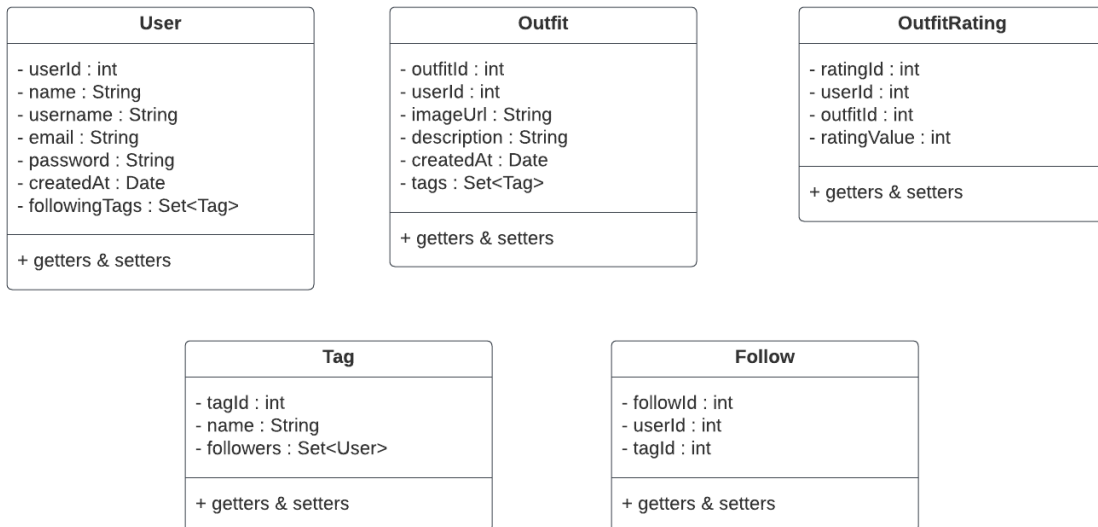 User
- userId : int
- name : String
- username : String
- email : String
- password : String
- createdAt : Date
- followingTags : Set<Tag>
+ getters & setters
Outfit
- outfitId : int
- userId : int
- imageUrl : String
- description : String
- createdAt : Date
- tags : Set<Tag>
+ getters & setters
OutfitRating
- ratingId : int
- userId : int
- outfitId : int
- ratingValue : int
+ getters & setters
Tag
- tagId : int
- name : String
- followers : Set<User>
+ getters & setters
Follow
- followId : int
- userId : int
- tagId : int
+ getters & setters